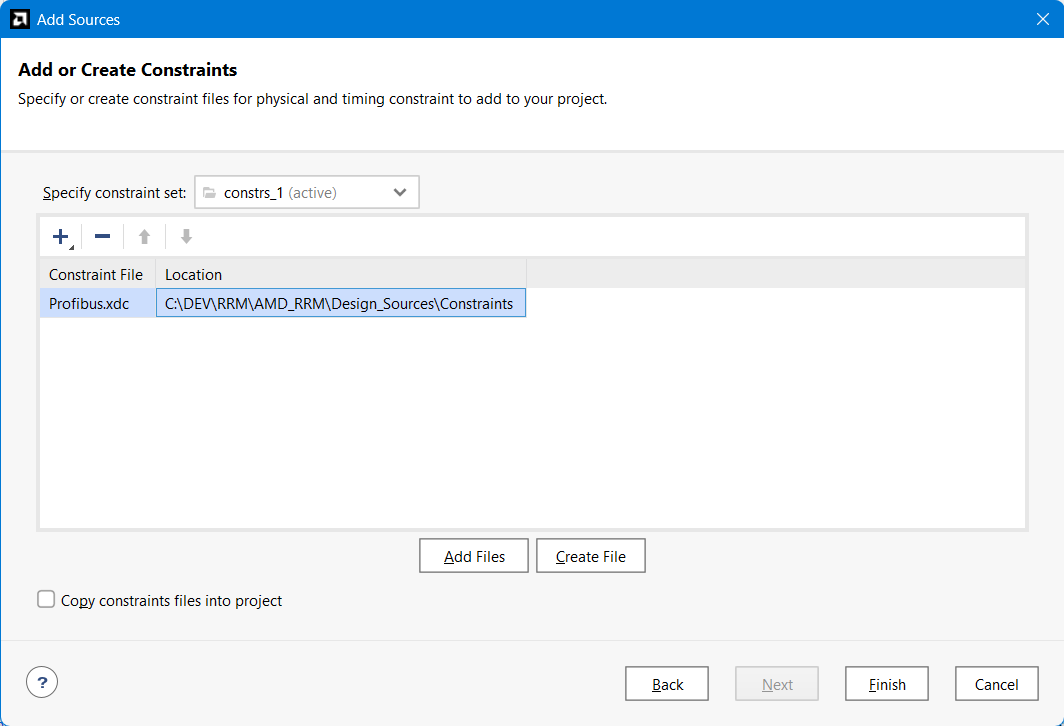 Add Sources
Add or Create Constraints
Specify or create constraint files for physical and timing constraint to add to your project.
Specify constraint set: constrs_1 (active)
Constraint File Location
Profibus.xdc C:\DEV\RRM\AMD_RRM\Design_Sources\Constraints
Add Files Create File
Copy constraints files into project
? Back Next Finish Cancel